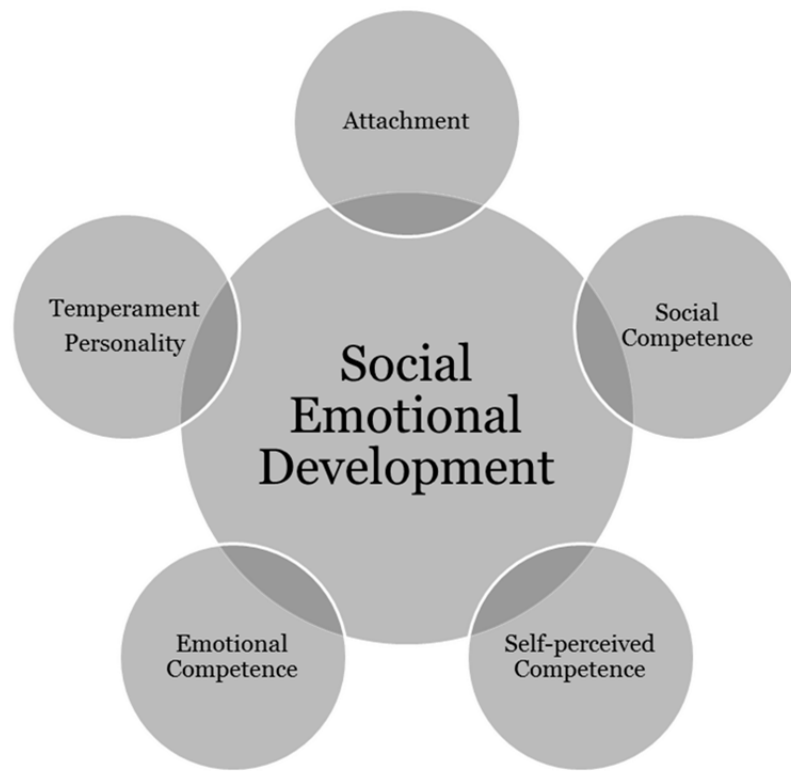 Attachment
Temperament
Personality
Social
Competence
Social
Emotional
Development
Emotional
Competence
Self-perceived
Competence